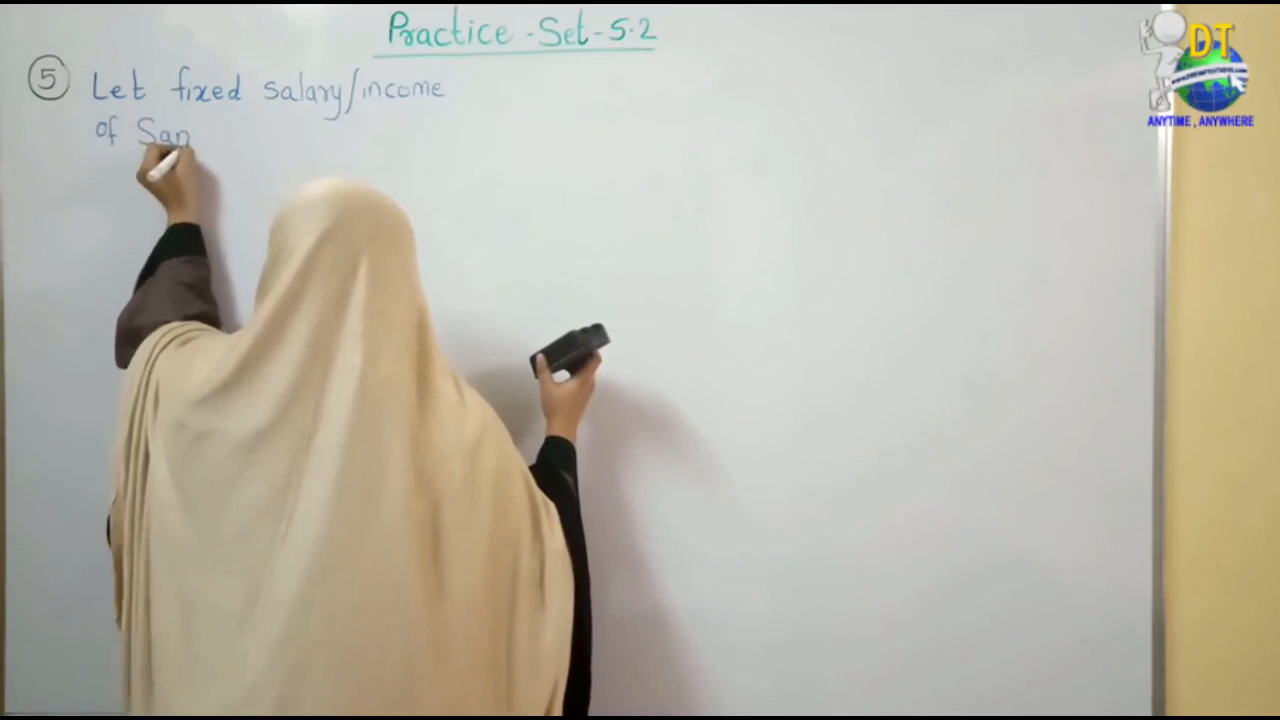 Practice - Set - 5.2
5 Let fixed salary/income
of San
DT
ANYTIME , ANYWHERE